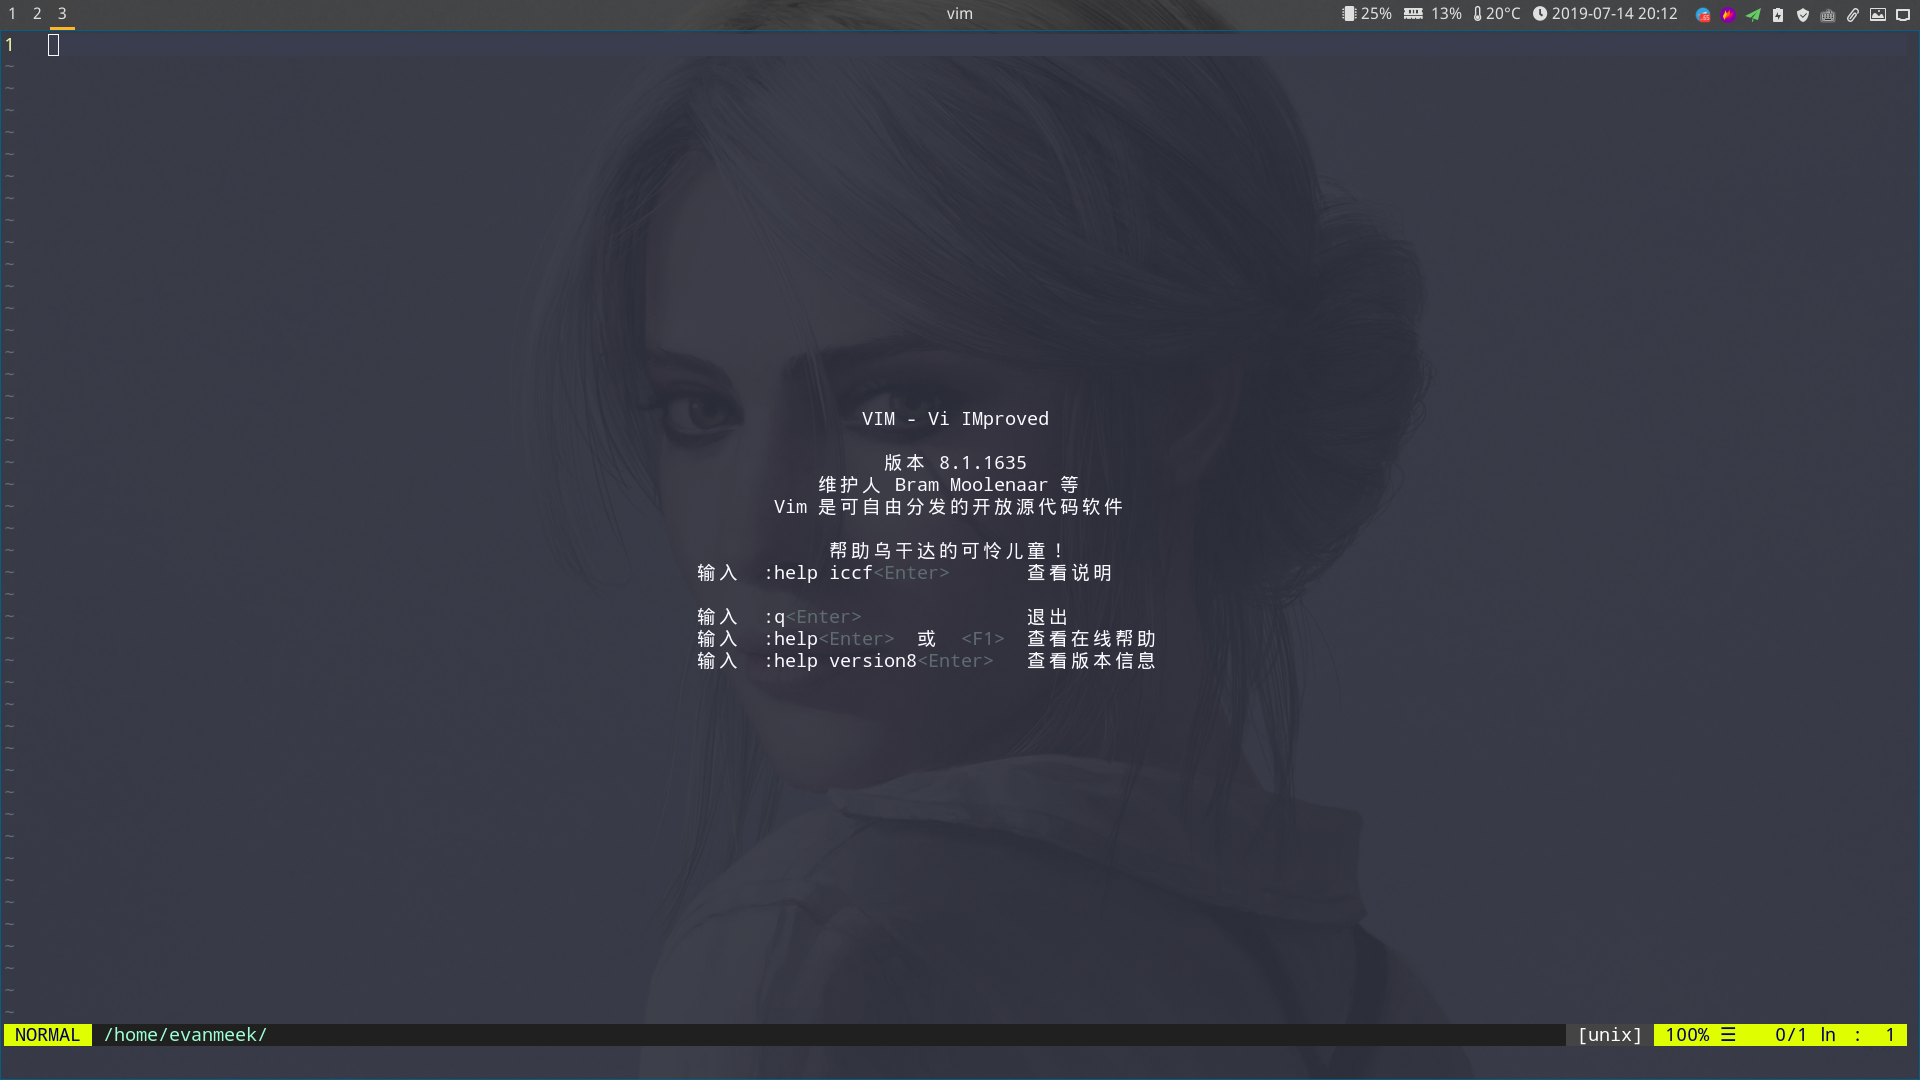 1 2 3 vim 25% 13% 20°C 2019-07-14 20:12
1
VIM - Vi IMproved
版本 8.1.1635
维护人 Bram Moolenaar 等
Vim 是可自由分发的开放源代码软件
帮助乌干达的可怜儿童！
输入 :help iccf<Enter> 查看说明
输入 :q<Enter> 退出
输入 :help<Enter> 或 <F1> 查看在线帮助
输入 :help version8<Enter> 查看版本信息
NORMAL /home/evanmeek/ [unix] 100% ☰ 0/1 ln : 1